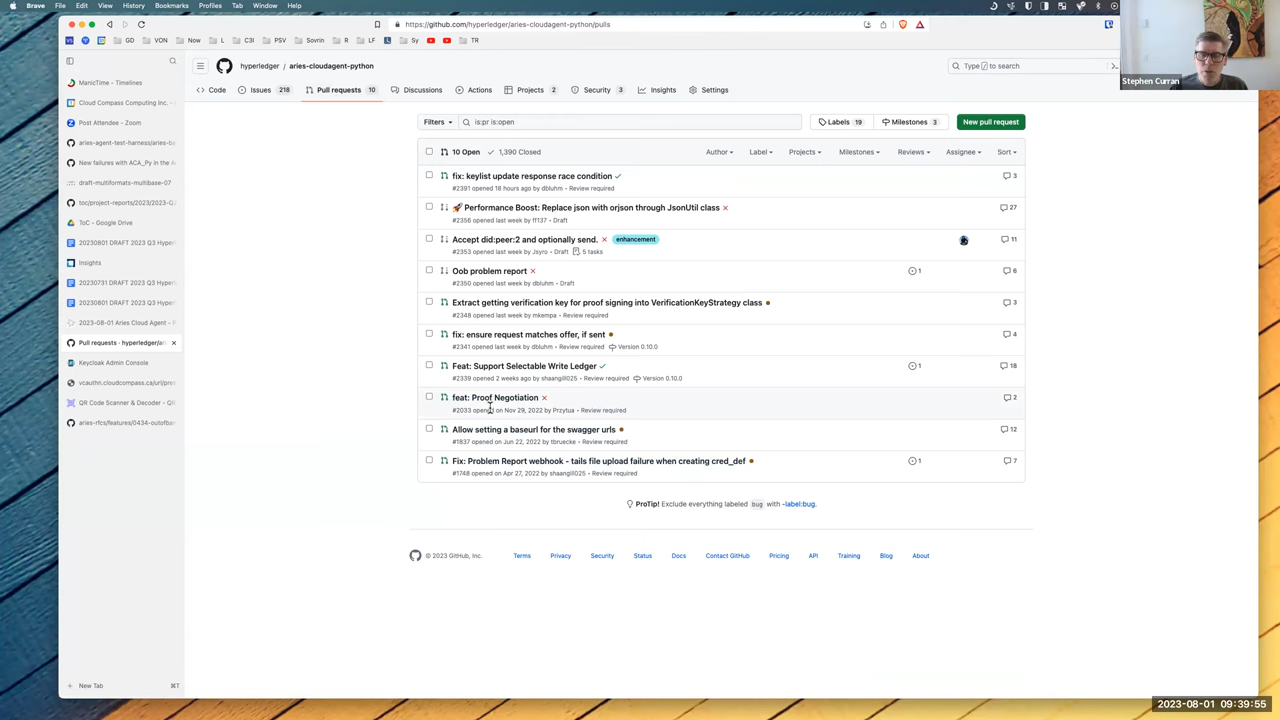 Brave File Edit View History Bookmarks Profiles Tab Window Help
https://github.com/hyperledger/aries-cloudagent-python/pulls
GD VON Now L C3I PSV Sovrin R LF Sy TR
hyperledger / aries-cloudagent-python
Type / to search
Stephen Curran
Code Issues 218 Pull requests 10 Discussions Actions Projects 2 Security 3 Insights Settings
ManicTime - Timelines
Cloud Compass Computing Inc. -
Post Attendee - Zoom
aries-agent-test-harness/aries-ba
New failures with ACA_Py in the A
draft-multiformats-multibase-07
toc/project-reports/2023/2023-Q
ToC - Google Drive
20230801 DRAFT 2023 Q3 Hyper
Insights
20230731 DRAFT 2023 Q3 Hyper
20230801 DRAFT 2023 Q3 Hyper
2023-08-01 Aries Cloud Agent - P
Pull requests · hyperledger/ari
Keycloak Admin Console
vcauthn.cloudcompass.ca/url/pre
QR Code Scanner & Decoder - QR
aries-rfcs/features/0434-outofba
New Tab ⌘T
Filters is:pr is:open Labels 19 Milestones 3 New pull request
10 Open 1,390 Closed Author Label Projects Milestones Reviews Assignee Sort
fix: keylist update response race condition 3
#2391 opened 18 hours ago by dbluhm • Review required
🚀 Performance Boost: Replace json with orjson through JsonUtil class 27
#2356 opened last week by ff137 • Draft
Accept did:peer:2 and optionally send. enhancement 11
#2353 opened last week by Jsyro • Draft 5 tasks
Oob problem report 1 6
#2350 opened last week by dbluhm • Draft
Extract getting verification key for proof signing into VerificationKeyStrategy class 3
#2348 opened last week by mkempa • Review required
fix: ensure request matches offer, if sent 4
#2341 opened last week by dbluhm • Review required Version 0.10.0
Feat: Support Selectable Write Ledger 1 18
#2339 opened 2 weeks ago by shaangill025 • Review required Version 0.10.0
feat: Proof Negotiation 2
#2033 opened on Nov 29, 2022 by Przytua • Review required
Allow setting a baseurl for the swagger urls 12
#1837 opened on Jun 22, 2022 by tbruecke • Review required
Fix: Problem Report webhook - tails file upload failure when creating cred_def 1 7
#1748 opened on Apr 27, 2022 by shaangill025 • Review required
ProTip! Exclude everything labeled bug with -label:bug.
© 2023 GitHub, Inc. Terms Privacy Security Status Docs Contact GitHub Pricing API Training Blog About
2023-08-01 09:39:55